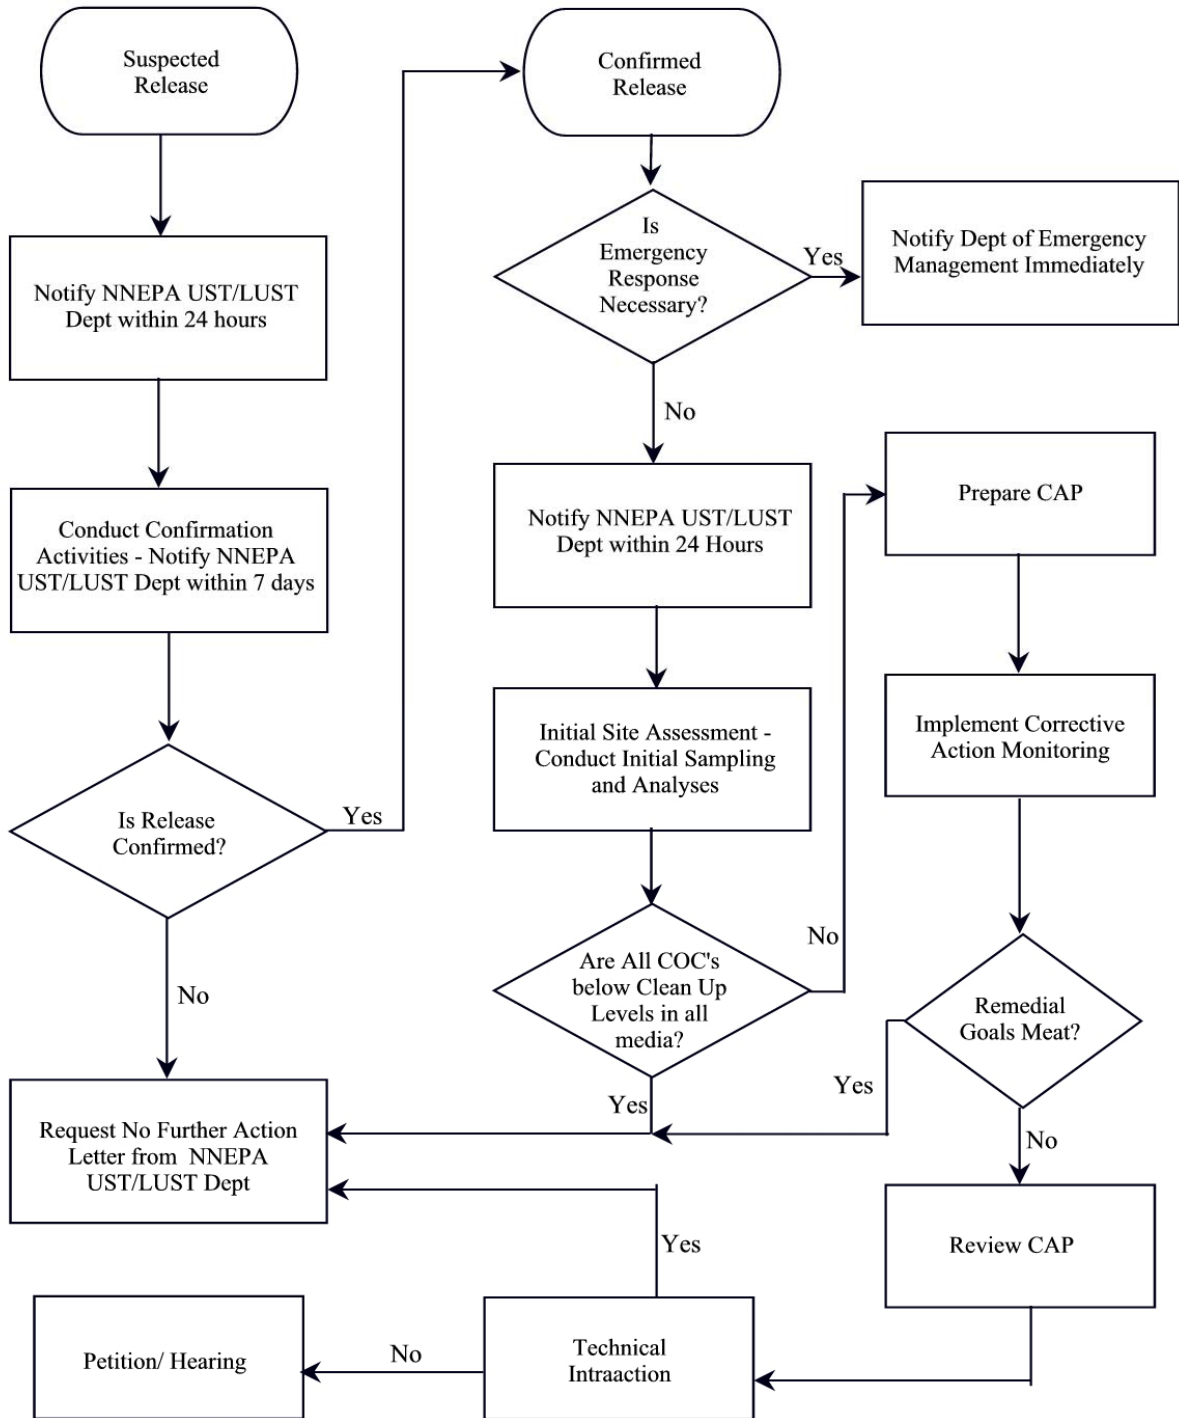 Suspected
Release
Notify NNEPA UST/LUST
Dept within 24 hours
Conduct Confirmation
Activities - Notify NNEPA
UST/LUST Dept within 7 days
Is Release
Confirmed?
Yes
No
Request No Further Action
Letter from NNEPA
UST/LUST Dept
Confirmed
Release
Is
Emergency
Response
Necessary?
Yes
Notify Dept of Emergency
Management Immediately
No
Notify NNEPA UST/LUST
Dept within 24 Hours
Initial Site Assessment -
Conduct Initial Sampling
and Analyses
Are All COC's
below Clean Up
Levels in all
media?
No
Yes
Prepare CAP
Implement Corrective
Action Monitoring
Remedial
Goals Meat?
Yes
No
Review CAP
Technical
Intraaction
Yes
No
Petition/ Hearing